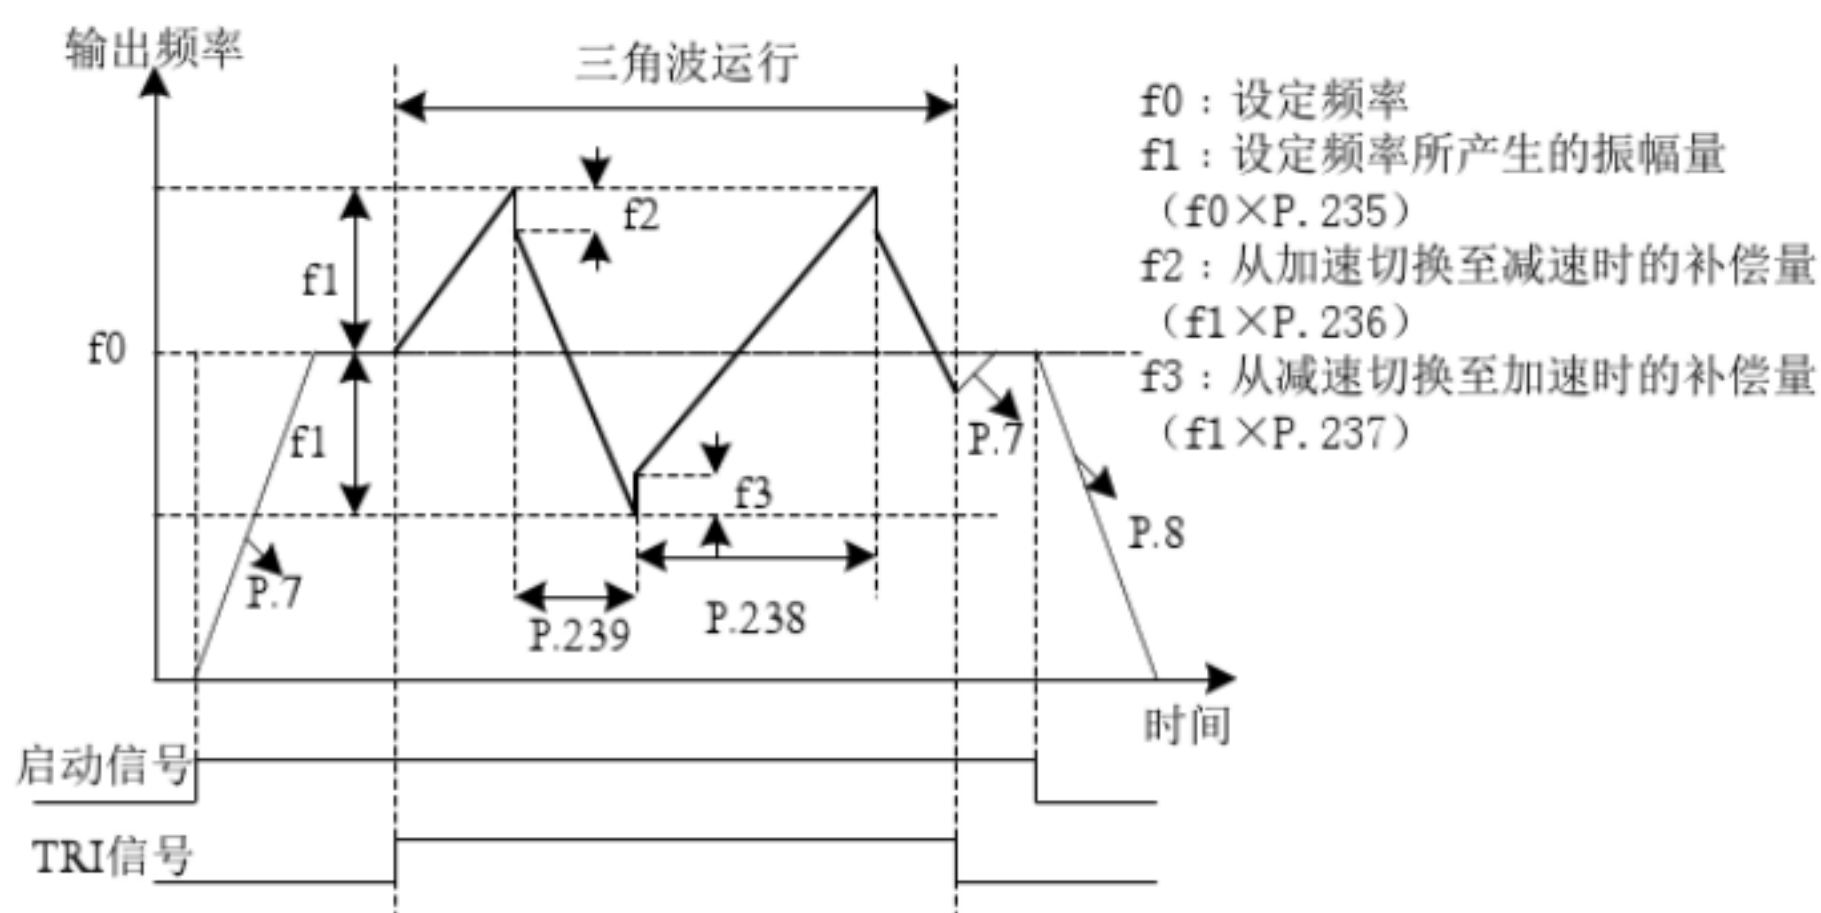 输出频率
三角波运行
f0：设定频率
f1：设定频率所产生的振幅量
（f0×P.235）
f2：从加速切换至减速时的补偿量
（f1×P.236）
f3：从减速切换至加速时的补偿量
（f1×P.237）
f2
f1
f0
f1
f3
P.7
P.7
P.8
P.239
P.238
时间
启动信号
TRI信号